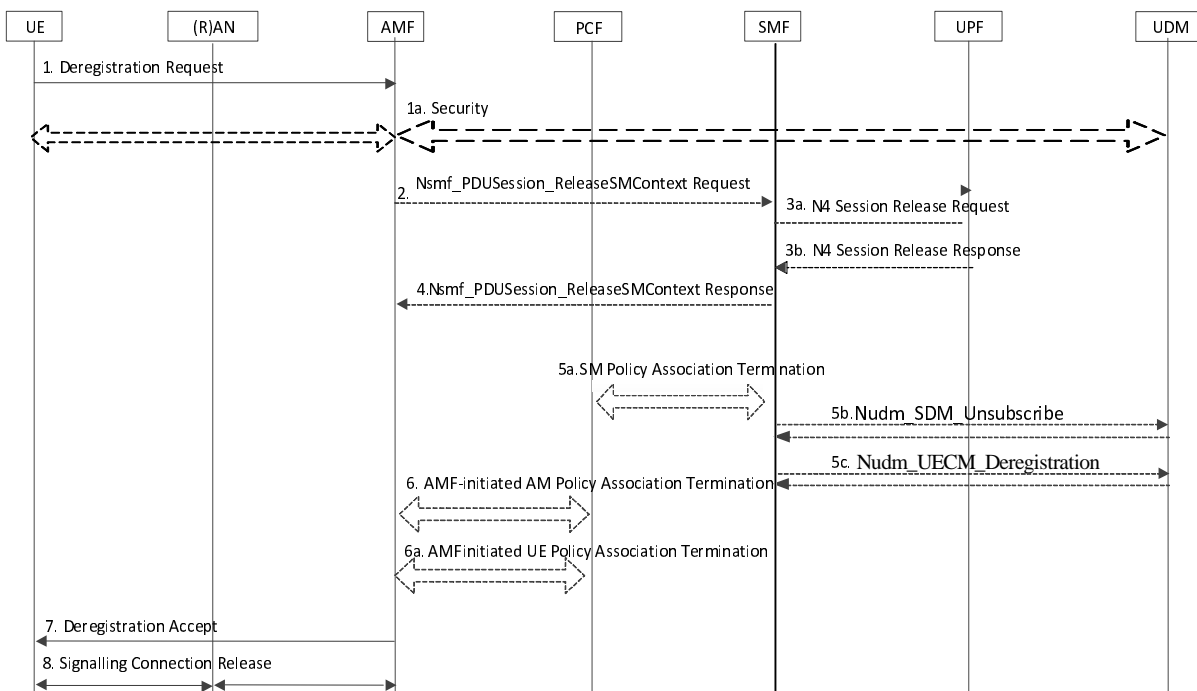 UE
(R)AN
AMF
PCF
SMF
UPF
UDM
1. Deregistration Request
1a. Security
2. Nsmf_PDUSession_ReleaseSMContext Request
3a. N4 Session Release Request
3b. N4 Session Release Response
4.Nsmf_PDUSession_ReleaseSMContext Response
5a.SM Policy Association Termination
5b.Nudm_SDM_Unsubscribe
5c. Nudm_UECM_Deregistration
6. AMF-initiated AM Policy Association Termination
6a. AMFinitiated UE Policy Association Termination
7. Deregistration Accept
8. Signalling Connection Release